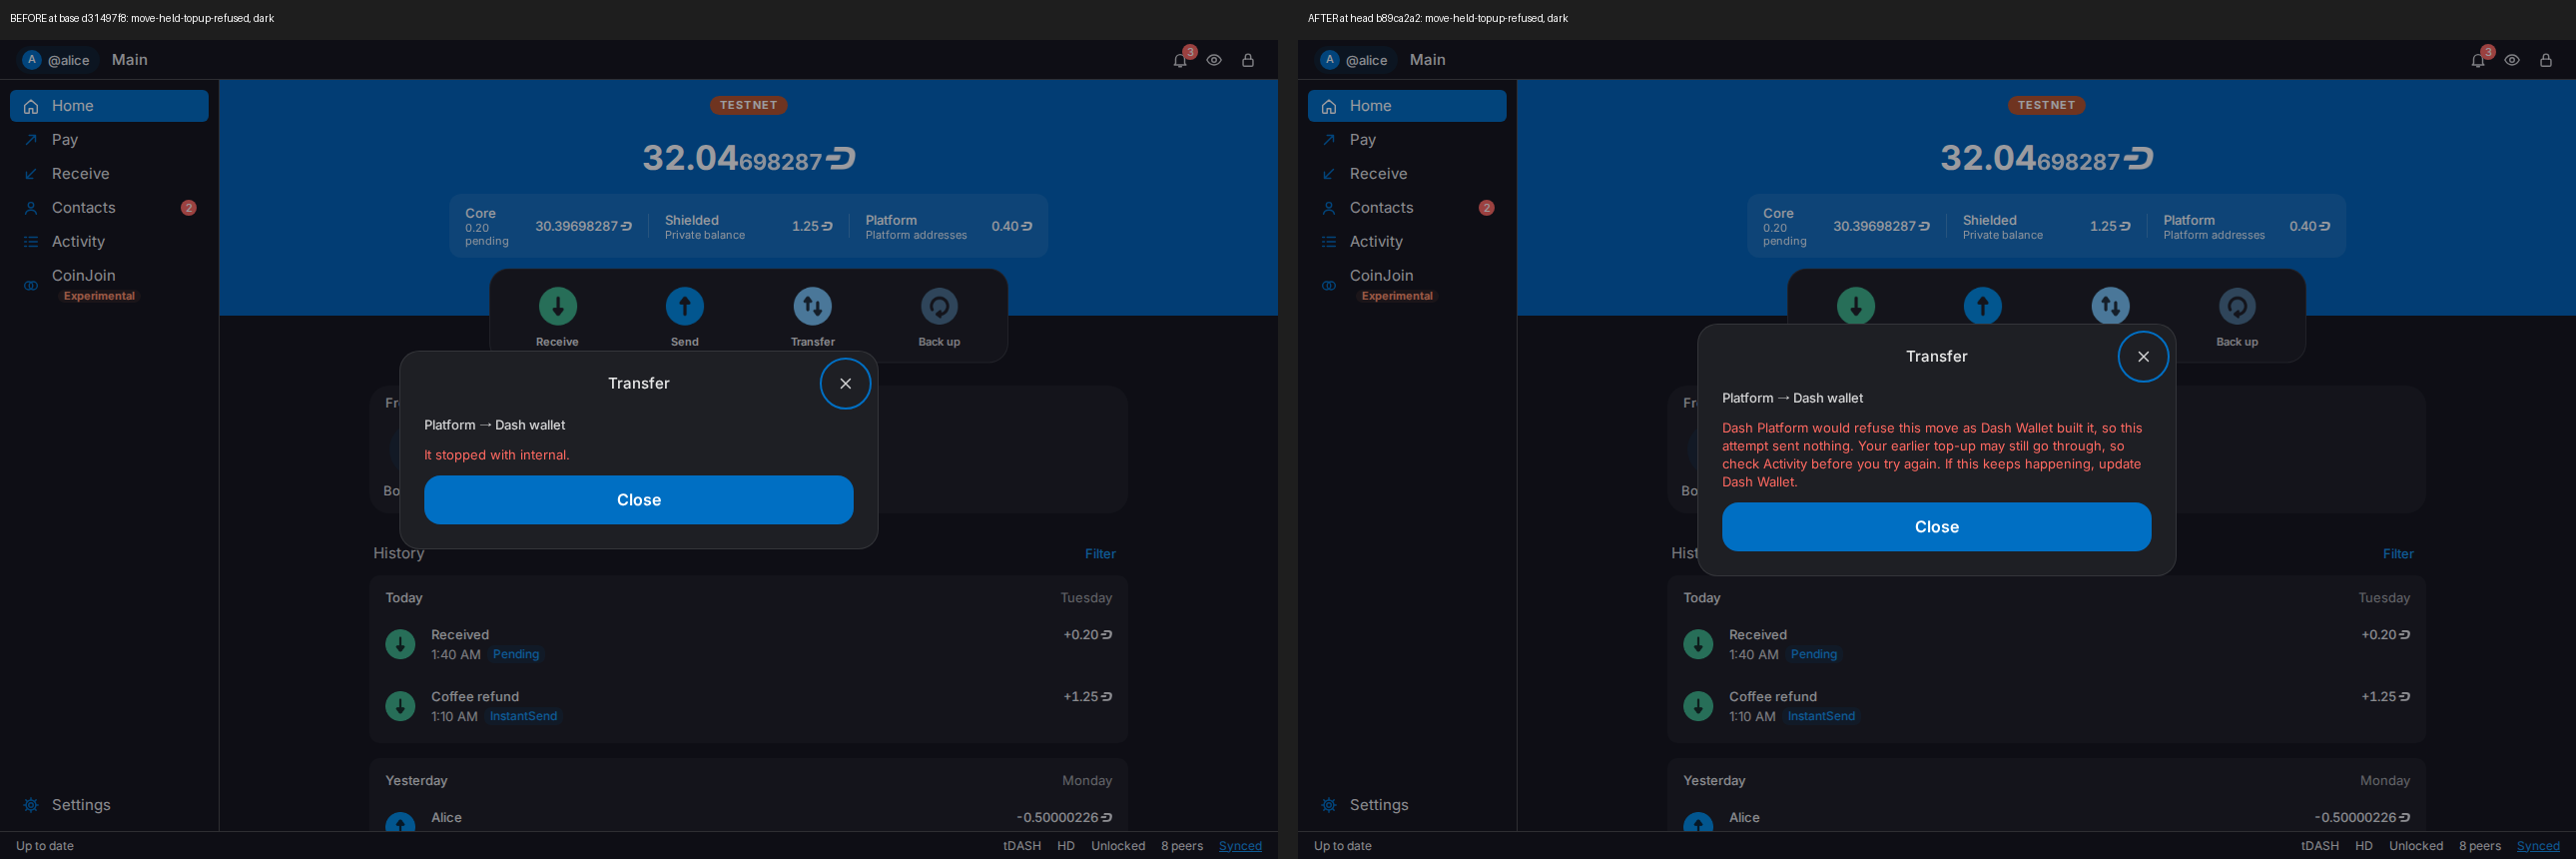 BEFORE at base d31497f8: move-held-topup-refused, dark
A @alice Main 3
Home
Pay
Receive
Contacts 2
Activity
CoinJoin
Experimental
Settings
TESTNET
32.04698287
Core
0.20
pending
30.39698287
Shielded
Private balance
1.25
Platform
Platform addresses
0.40
Receive Send Transfer Back up
Transfer
Platform → Dash wallet
It stopped with internal.
Close
History Filter
Today Tuesday
Received +0.20
1:40 AM Pending
Coffee refund +1.25
1:10 AM InstantSend
Yesterday Monday
Alice -0.50000226
Up to date tDASH HD Unlocked 8 peers Synced
AFTER at head b89ca2a2: move-held-topup-refused, dark
A @alice Main 3
Home
Pay
Receive
Contacts 2
Activity
CoinJoin
Experimental
Settings
TESTNET
32.04698287
Core
0.20
pending
30.39698287
Shielded
Private balance
1.25
Platform
Platform addresses
0.40
Back up
Transfer
Platform → Dash wallet
Dash Platform would refuse this move as Dash Wallet built it, so this
attempt sent nothing. Your earlier top-up may still go through, so
check Activity before you try again. If this keeps happening, update
Dash Wallet.
Close
Filter
Today Tuesday
Received +0.20
1:40 AM Pending
Coffee refund +1.25
1:10 AM InstantSend
Yesterday Monday
Alice -0.50000226
Up to date tDASH HD Unlocked 8 peers Synced